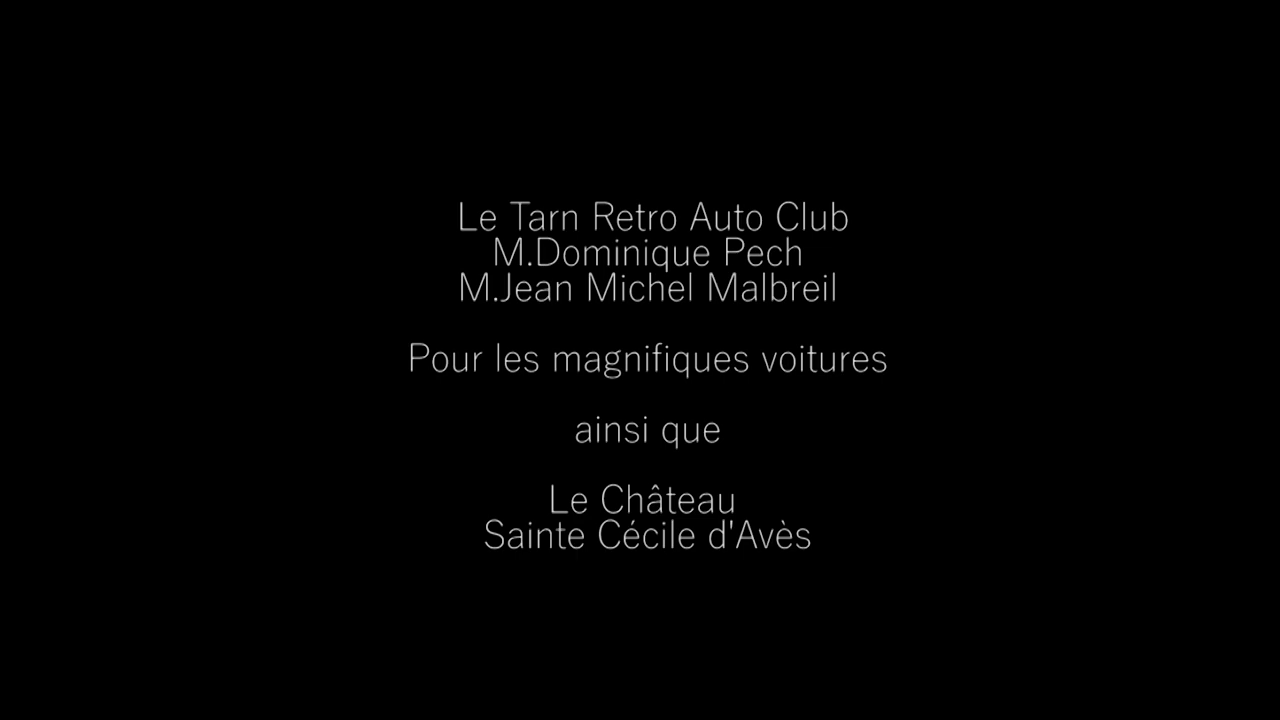 Le Tarn Retro Auto Club
M.Dominique Pech
M.Jean Michel Malbreil
Pour les magnifiques voitures
ainsi que
Le Château
Sainte Cécile d'Avès